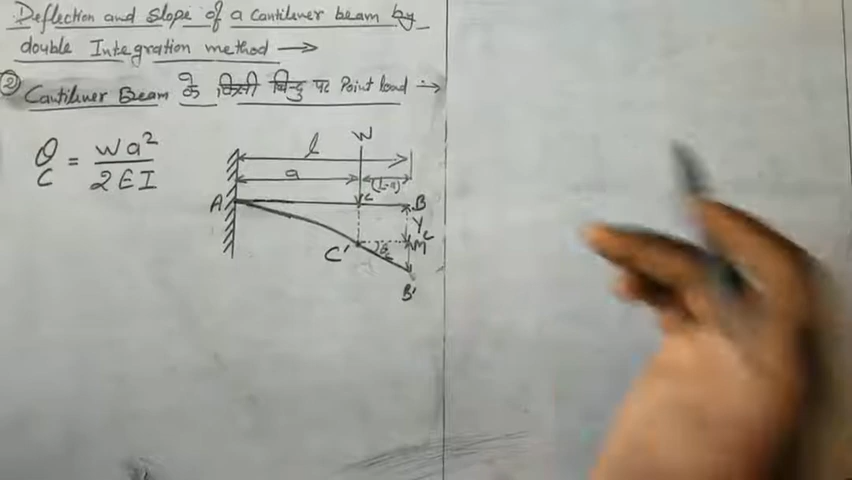 Deflection and slope of a Cantilever beam by
double Integration method →
② Cantilever Beam के किसी बिन्दु पर Point Load →
θc = Wa²/2EI
W
l
a
(l-a)
A
C
B
Yc
C'
θc
M
B'